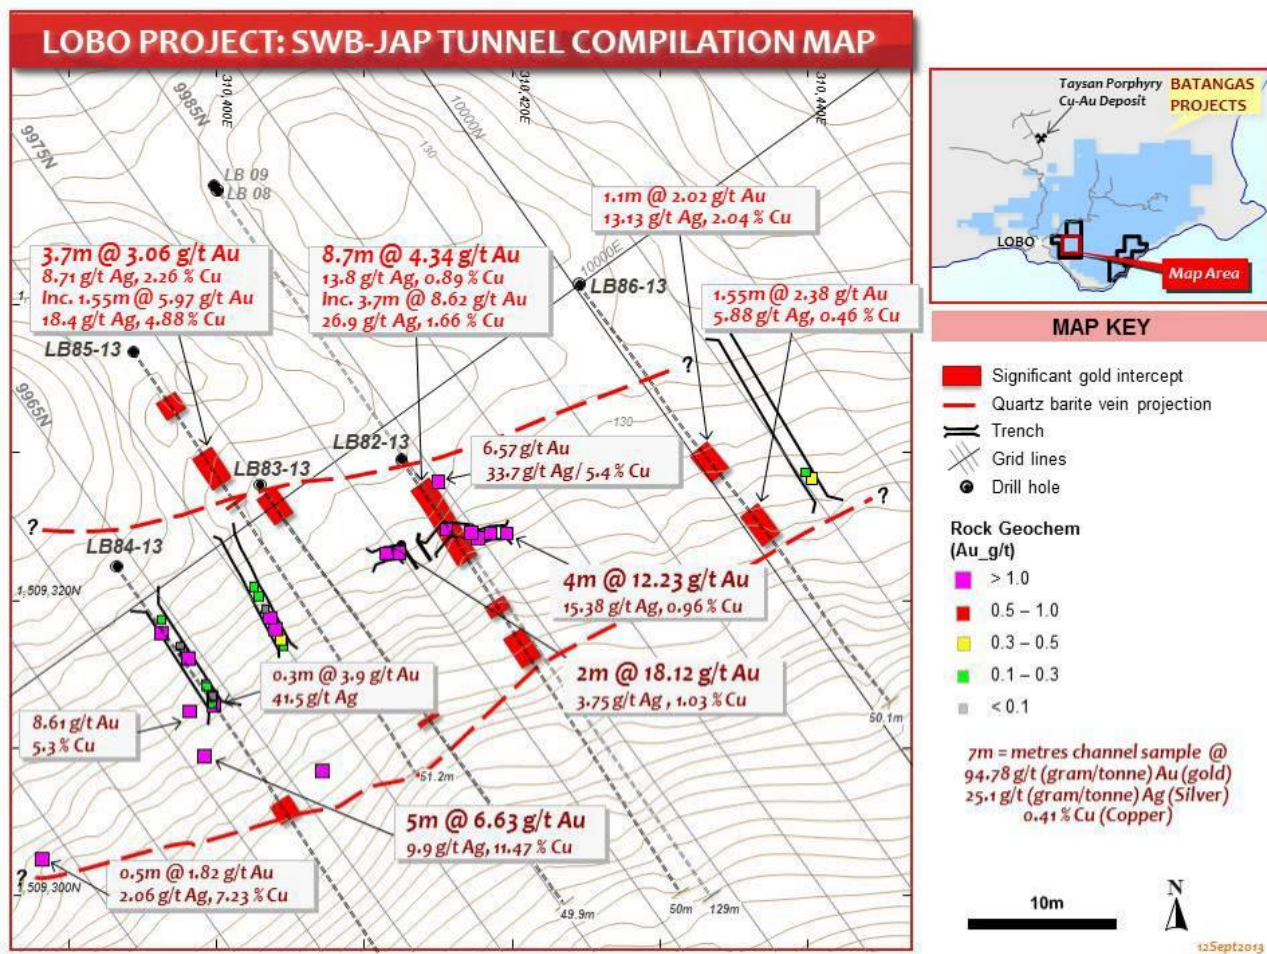 LOBO PROJECT: SWB-JAP TUNNEL COMPILATION MAP
310,400E
310,420E
310,440E
9985N
9975N
10000N
130
LB 09
LB 08
1.1m @ 2.02 g/t Au
13.13 g/t Ag, 2.04 % Cu
3.7m @ 3.06 g/t Au
8.71 g/t Ag, 2.26 % Cu
Inc. 1.55m @ 5.97 g/t Au
18.4 g/t Ag, 4.88% Cu
8.7m @ 4.34 g/t Au
13.8 g/t Ag, 0.89% Cu
Inc. 3.7m @ 8.62 g/t Au
26.9 g/t Ag, 1.66 % Cu
10000E
LB86-13
1.55m @ 2.38 g/t Au
5.88 g/t Ag, 0.46 % Cu
LB85-13
?
9965N
130
LB82-13
6.57 g/t Au
33.7 g/t Ag / 5.4 % Cu
LB83-13
?
?
LB84-13
4m @ 12.23 g/t Au
15.38 g/t Ag, 0.96% Cu
1,509,320N
0.3m @ 3.9 g/t Au
41.5 g/t Ag
2m @ 18.12 g/t Au
3.75 g/t Ag , 1.03 % Cu
8.61 g/t Au
5.3 % Cu
50.1m
51.2m
5m @ 6.63 g/t Au
9.9 g/t Ag, 11.47 % Cu
?
0.5m @ 1.82 g/t Au
2.06 g/t Ag, 7.23 % Cu
1,509,300N
49.9m
50m
129m
Taysan Porphyry
Cu-Au Deposit
BATANGAS
PROJECTS
LOBO
Map Area
MAP KEY
Significant gold intercept
Quartz barite vein projection
Trench
Grid lines
Drill hole
Rock Geochem
(Au_g/t)
> 1.0
0.5 – 1.0
0.3 – 0.5
0.1 – 0.3
< 0.1
7m = metres channel sample @
94.78 g/t (gram/tonne) Au (gold)
25.1 g/t (gram/tonne) Ag (Silver)
0.41 % Cu (Copper)
10m
N
12Sept2013